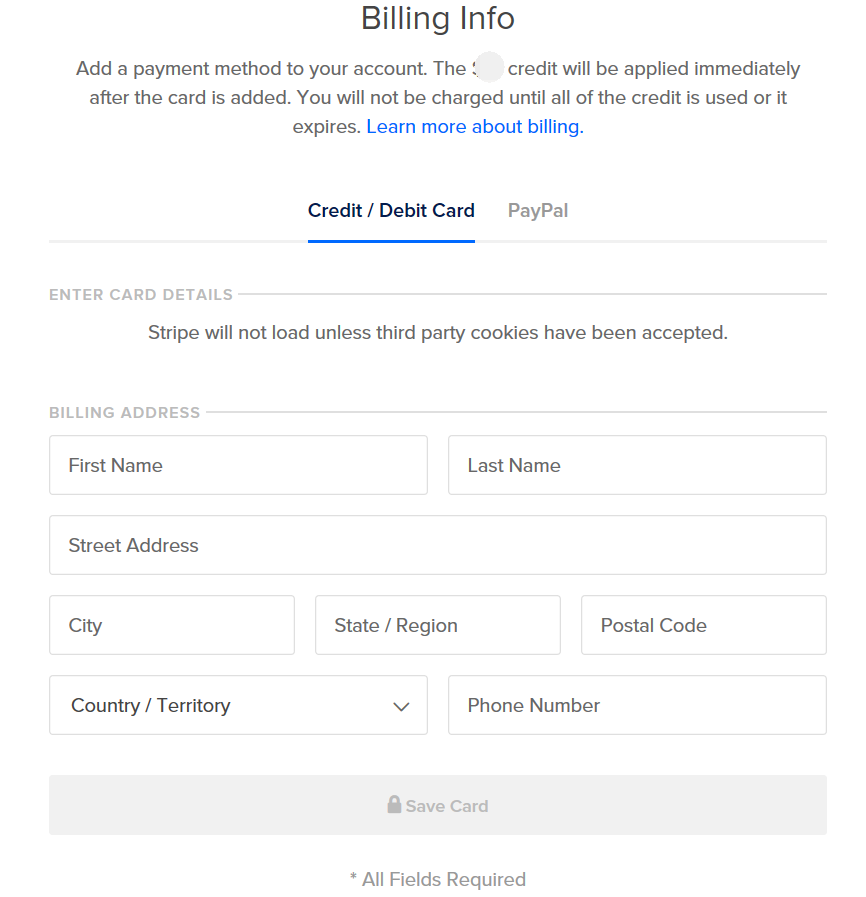 Billing Info
Add a payment method to your account. The credit will be applied immediately
after the card is added. You will not be charged until all of the credit is used or it
expires. Learn more about billing.
Credit / Debit Card PayPal
ENTER CARD DETAILS
Stripe will not load unless third party cookies have been accepted.
BILLING ADDRESS
First Name Last Name
Street Address
City State / Region Postal Code
Country / Territory Phone Number
Save Card
* All Fields Required